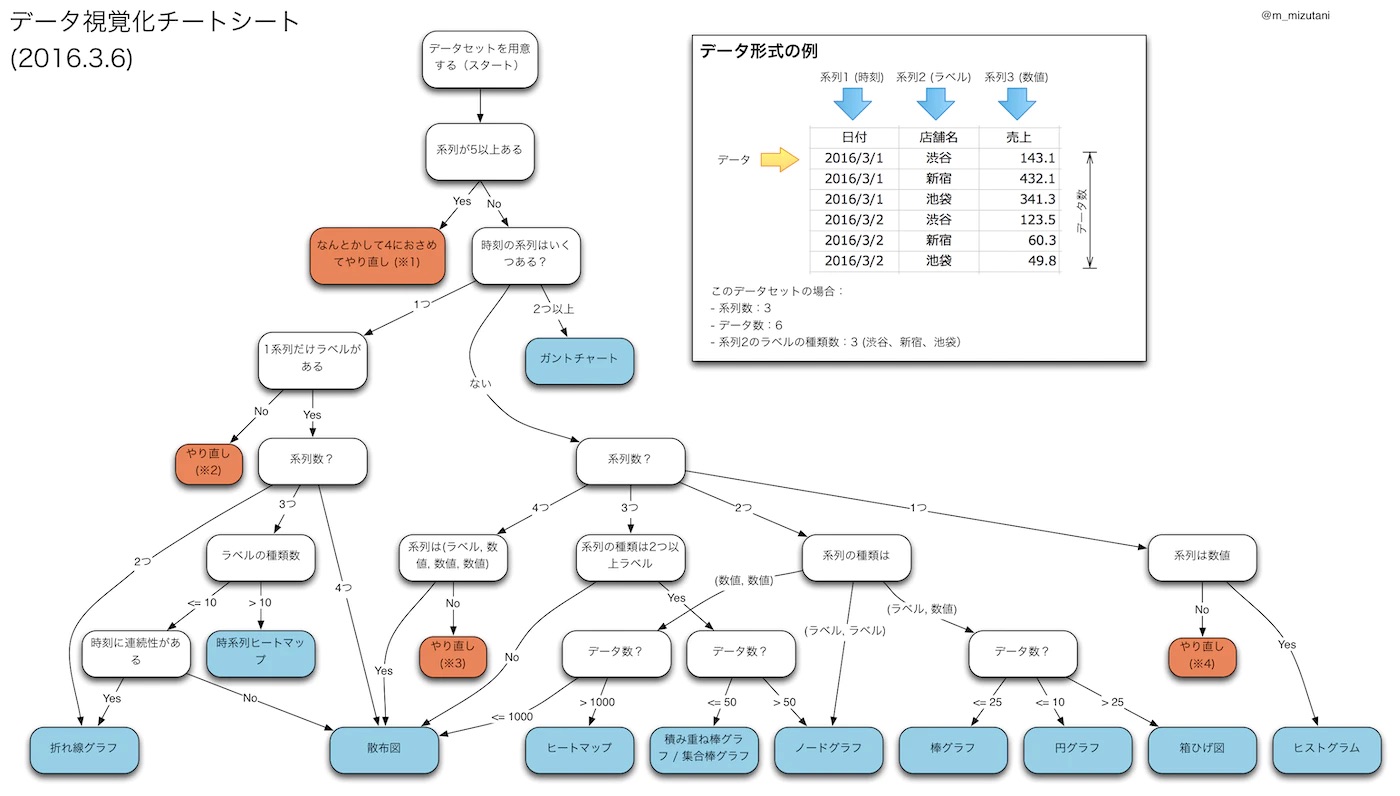 データ視覚化チートシート
(2016.3.6)
@m_mizutani
データセットを用意
する（スタート）
系列が5以上ある
Yes
No
なんとかして4におさめ
てやり直し (※1)
時刻の系列はいく
つある？
1つ
ない
2つ以上
ガントチャート
1系列だけラベルが
ある
No
Yes
やり直し
(※2)
系列数？
2つ
3つ
4つ
ラベルの種類数
<= 10
> 10
時刻に連続性があ
る
時系列ヒートマッ
プ
Yes
No
系列数？
4つ
3つ
2つ
1つ
系列は(ラベル, 数
値, 数値, 数値)
系列の種類は2つ以
上ラベル
系列の種類は
系列は数値
Yes
No
No
Yes
(数値, 数値)
(ラベル, ラベル)
(ラベル, 数値)
No
Yes
やり直し
(※3)
データ数？
データ数？
データ数？
やり直し
(※4)
<= 1000
> 1000
<= 50
> 50
<= 25
<= 10
> 25
折れ線グラフ
散布図
ヒートマップ
積み重ね棒グラ
フ / 集合棒グラフ
ノードグラフ
棒グラフ
円グラフ
箱ひげ図
ヒストグラム
データ形式の例
系列1 (時刻) 系列2 (ラベル) 系列3 (数値)
日付 店舗名 売上
データ
2016/3/1 渋谷 143.1
2016/3/1 新宿 432.1
2016/3/1 池袋 341.3
2016/3/2 渋谷 123.5
2016/3/2 新宿 60.3
2016/3/2 池袋 49.8
データ数
このデータセットの場合：
- 系列数：3
- データ数：6
- 系列2のラベルの種類数：3 (渋谷、新宿、池袋）